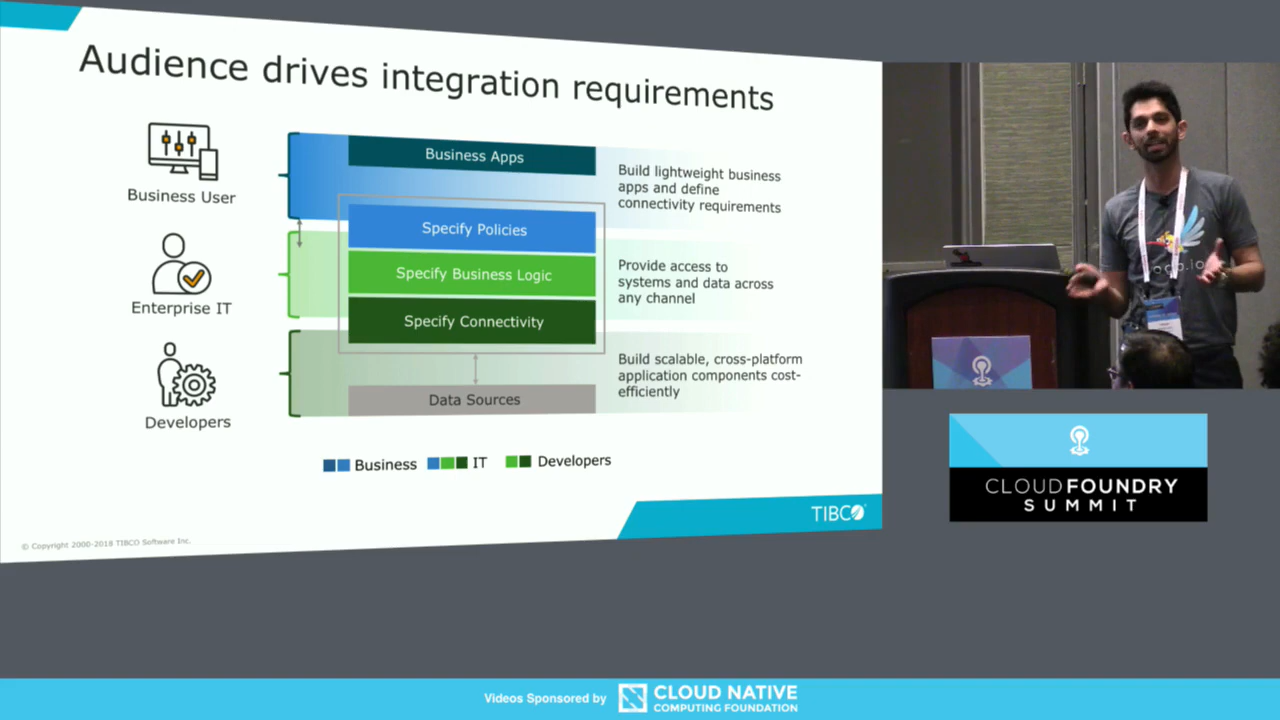 Audience drives integration requirements
Business User
Enterprise IT
Developers
Business Apps
Specify Policies
Specify Business Logic
Specify Connectivity
Data Sources
Build lightweight business
apps and define
connectivity requirements
Provide access to
systems and data across
any channel
Build scalable, cross-platform
application components cost-
efficiently
Business
IT
Developers
TIBCO
© Copyright 2000-2018 TIBCO Software Inc.
CLOUD FOUNDRY
SUMMIT
Videos Sponsored by
CLOUD NATIVE
COMPUTING FOUNDATION